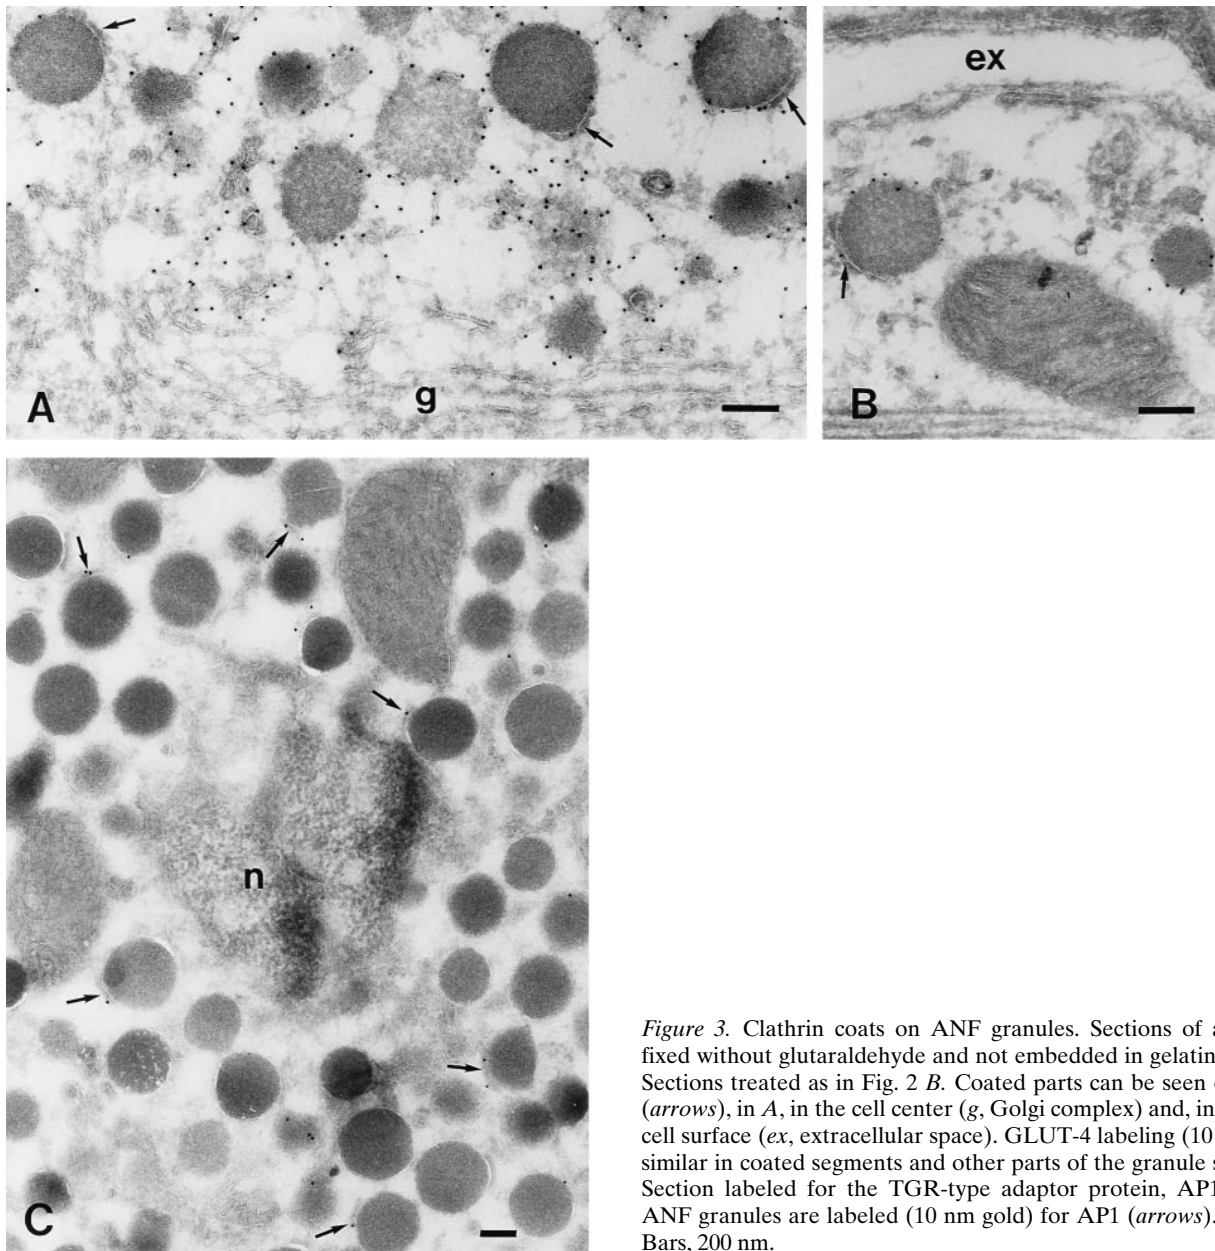 ex
A
g
B
n
C
Figure 3. Clathrin coats on ANF granules. Sections of
fixed without glutaraldehyde and not embedded in gelatin
Sections treated as in Fig. 2 B. Coated parts can be seen
(arrows), in A, in the cell center (g, Golgi complex) and, in
cell surface (ex, extracellular space). GLUT-4 labeling (10
similar in coated segments and other parts of the granule
Section labeled for the TGR-type adaptor protein, AP1
ANF granules are labeled (10 nm gold) for AP1 (arrows).
Bars, 200 nm.